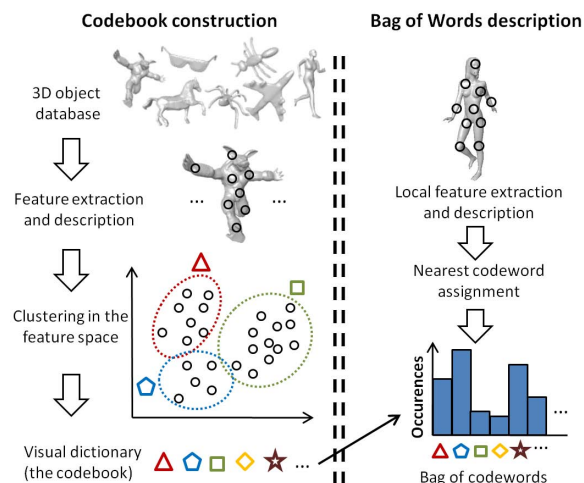 Codebook construction
3D object
database
...
...
Feature extraction
and description
Clustering in the
feature space
Visual dictionary
(the codebook)
...
Bag of Words description
Local feature extraction
and description
Nearest codeword
assignment
Occurences
...
...
Bag of codewords